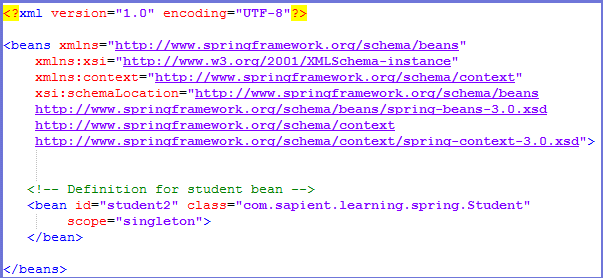 <?xml version="1.0" encoding="UTF-8"?>
<beans xmlns="http://www.springframework.org/schema/beans"
xmlns:xsi="http://www.w3.org/2001/XMLSchema-instance"
xmlns:context="http://www.springframework.org/schema/context"
xsi:schemaLocation="http://www.springframework.org/schema/beans
http://www.springframework.org/schema/beans/spring-beans-3.0.xsd
http://www.springframework.org/schema/context
http://www.springframework.org/schema/context/spring-context-3.0.xsd">
<!-- Definition for student bean -->
<bean id="student2" class="com.sapient.learning.spring.Student"
scope="singleton">
</bean>
</beans>